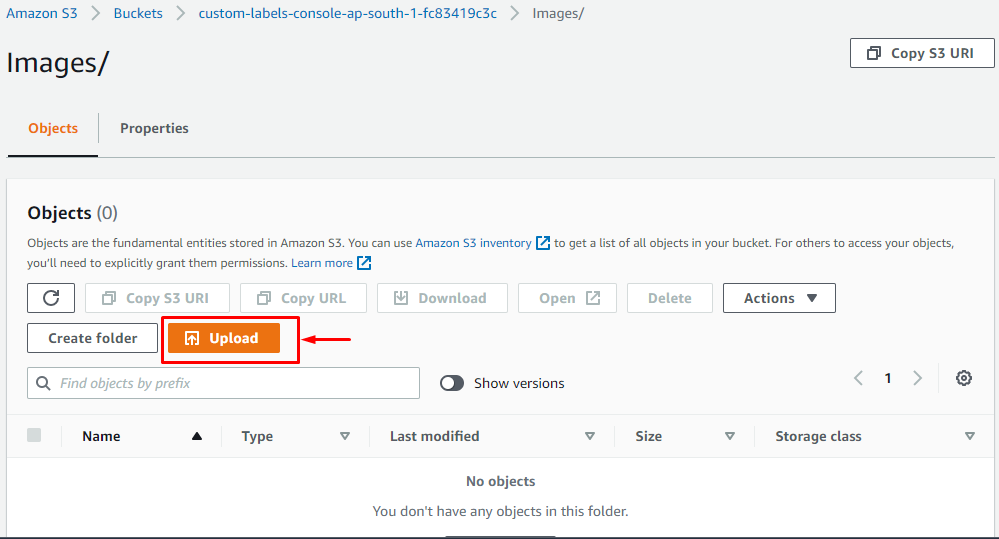 Amazon S3 > Buckets > custom-labels-console-ap-south-1-fc83419c3c > Images/
Images/
Copy S3 URI
Objects Properties
Objects (0)
Objects are the fundamental entities stored in Amazon S3. You can use Amazon S3 inventory to get a list of all objects in your bucket. For others to access your objects,
you'll need to explicitly grant them permissions. Learn more
Copy S3 URI Copy URL Download Open Delete Actions
Create folder Upload
Find objects by prefix Show versions 1
Name Type Last modified Size Storage class
No objects
You don't have any objects in this folder.